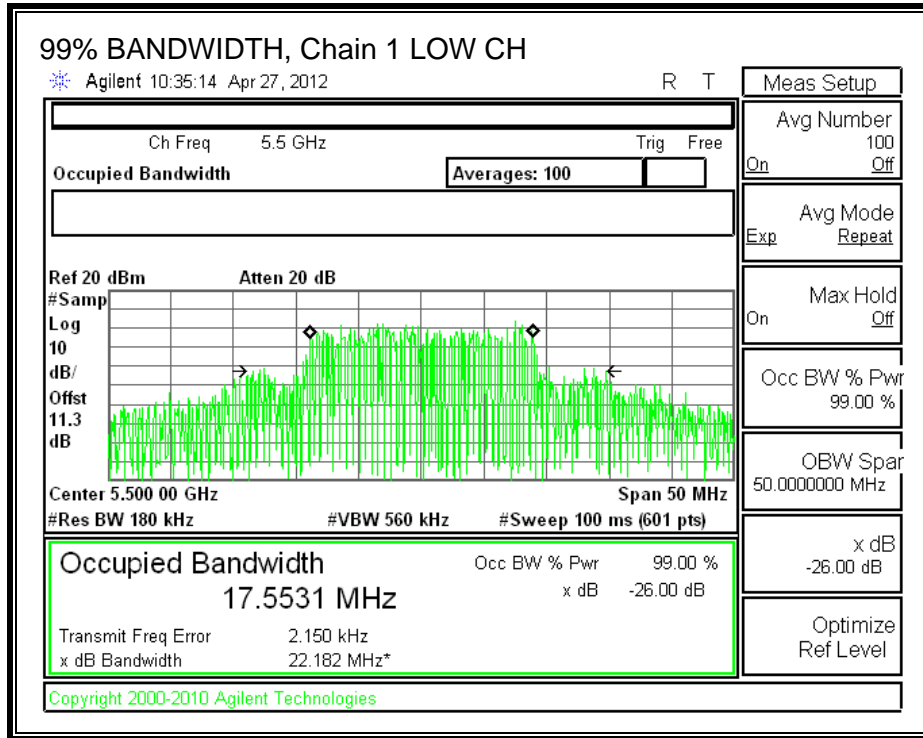 99% BANDWIDTH, Chain 1 LOW CH
Agilent 10:35:14 Apr 27, 2012 R T
Ch Freq 5.5 GHz Trig Free
Occupied Bandwidth Averages: 100
Ref 20 dBm Atten 20 dB
#Samp
Log
10
dB/
Offst
11.3
dB
Center 5.500 00 GHz Span 50 MHz
#Res BW 180 kHz #VBW 560 kHz #Sweep 100 ms (601 pts)
Occupied Bandwidth Occ BW % Pwr 99.00 %
17.5531 MHz x dB -26.00 dB
Transmit Freq Error 2.150 kHz
x dB Bandwidth 22.182 MHz*
Copyright 2000-2010 Agilent Technologies
Meas Setup
Avg Number
100
On Off
Avg Mode
Exp Repeat
Max Hold
On Off
Occ BW % Pwr
99.00 %
OBW Span
50.0000000 MHz
x dB
-26.00 dB
Optimize
Ref Level